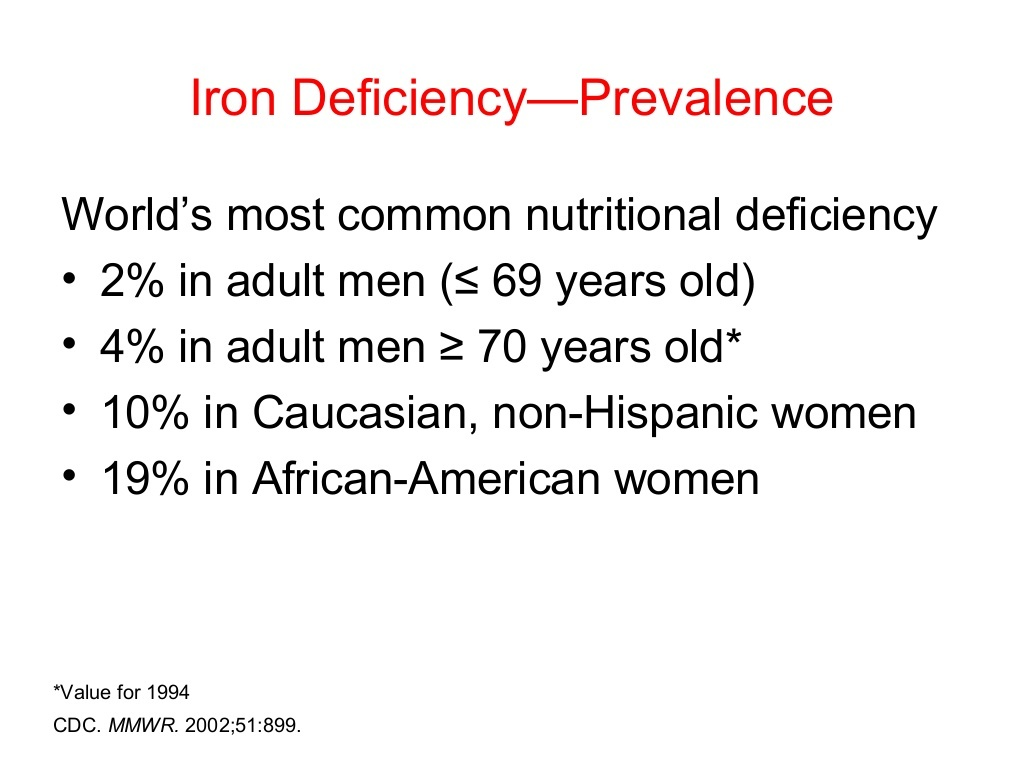 Iron Deficiency—Prevalence
World’s most common nutritional deficiency
• 2% in adult men (≤ 69 years old)
• 4% in adult men ≥ 70 years old*
• 10% in Caucasian, non-Hispanic women
• 19% in African-American women
*Value for 1994
CDC. MMWR. 2002;51:899.